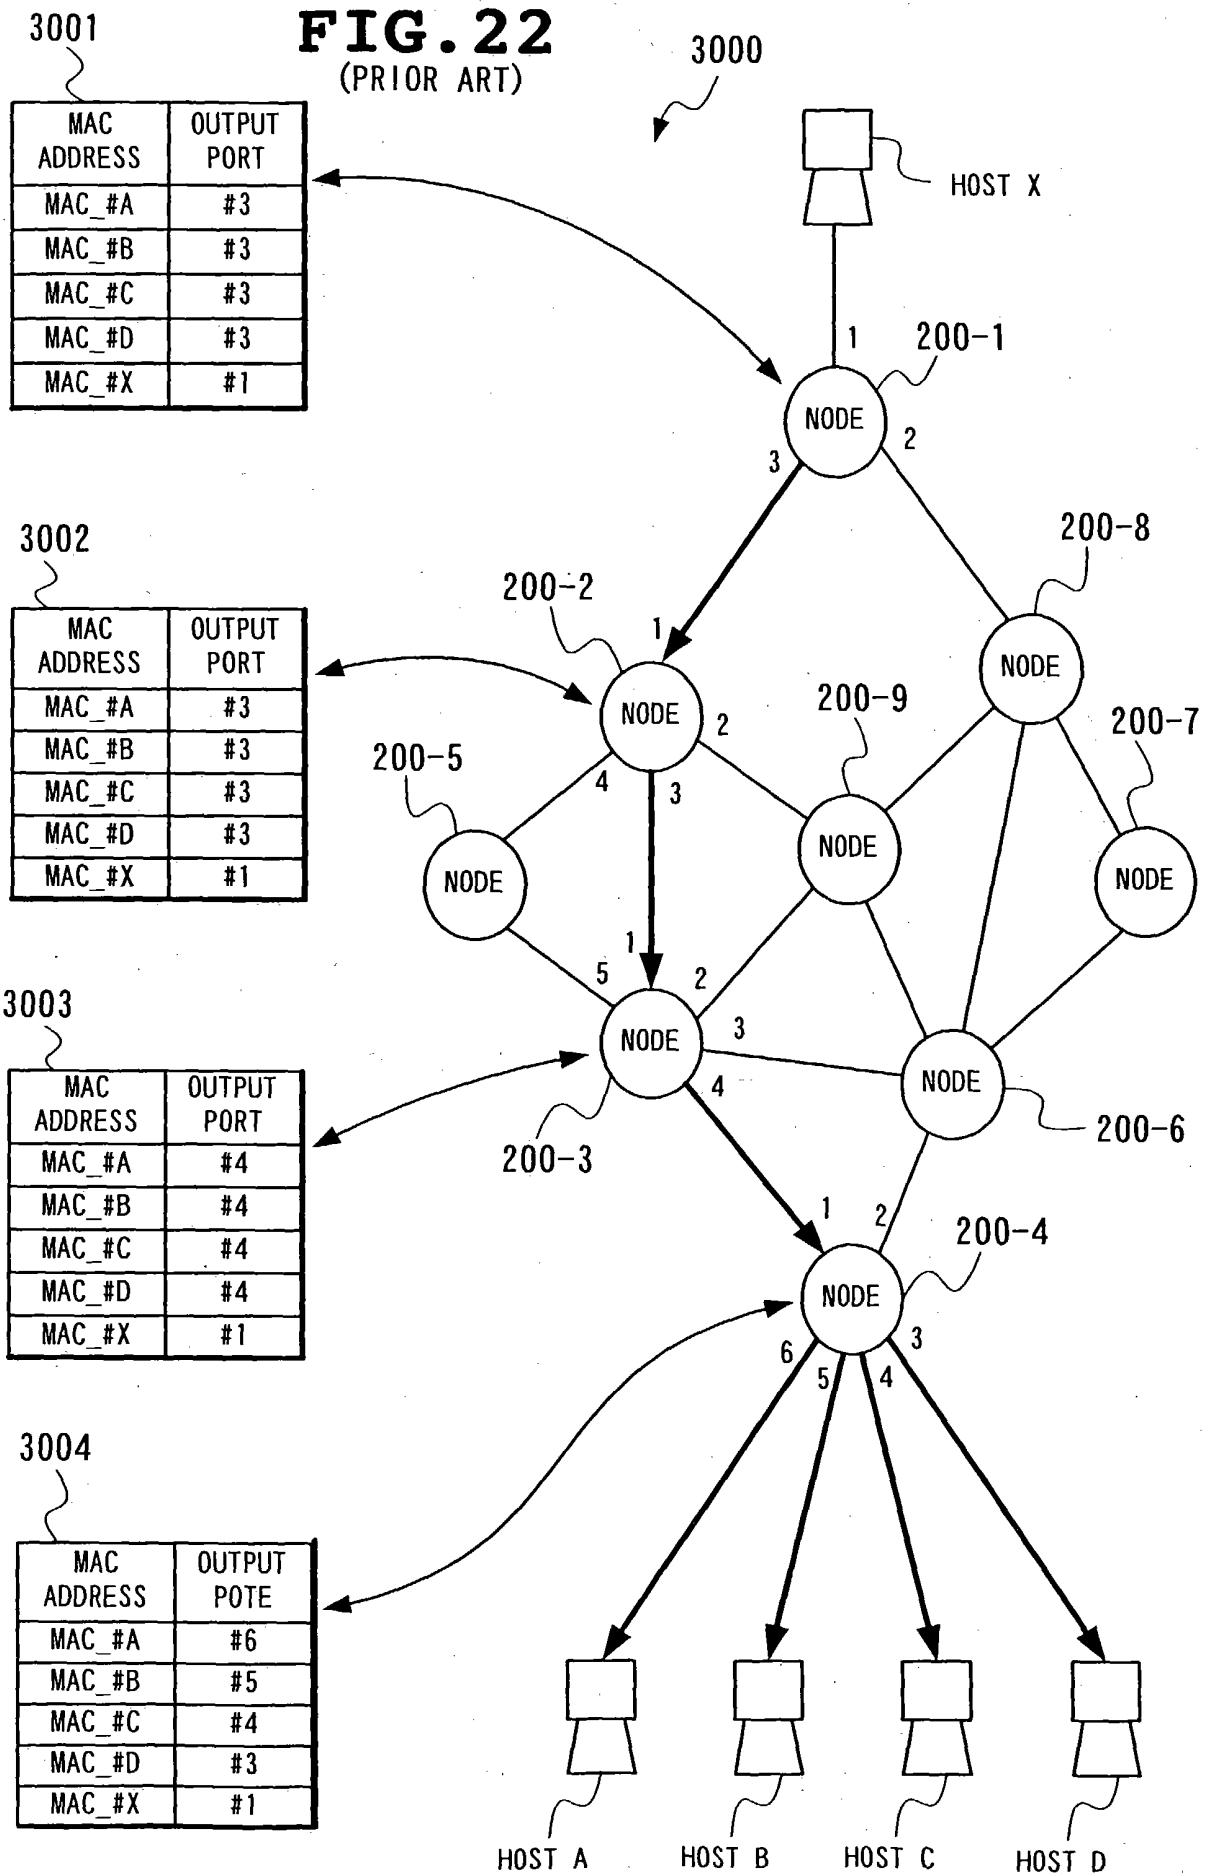 FIG.22
(PRIOR ART)
3000
3001
MAC ADDRESS OUTPUT PORT
MAC_#A #3
MAC_#B #3
MAC_#C #3
MAC_#D #3
MAC_#X #1
HOST X
1
200-1
NODE
2
3
3002
MAC ADDRESS OUTPUT PORT
MAC_#A #3
MAC_#B #3
MAC_#C #3
MAC_#D #3
MAC_#X #1
200-2
1
NODE
2
4
3
200-8
NODE
200-9
NODE
200-7
NODE
200-5
NODE
3003
MAC ADDRESS OUTPUT PORT
MAC_#A #4
MAC_#B #4
MAC_#C #4
MAC_#D #4
MAC_#X #1
1
5
2
NODE
3
4
200-3
NODE
200-6
1
2
200-4
NODE
6
5
4
3
3004
MAC ADDRESS OUTPUT POTE
MAC_#A #6
MAC_#B #5
MAC_#C #4
MAC_#D #3
MAC_#X #1
HOST A
HOST B
HOST C
HOST D